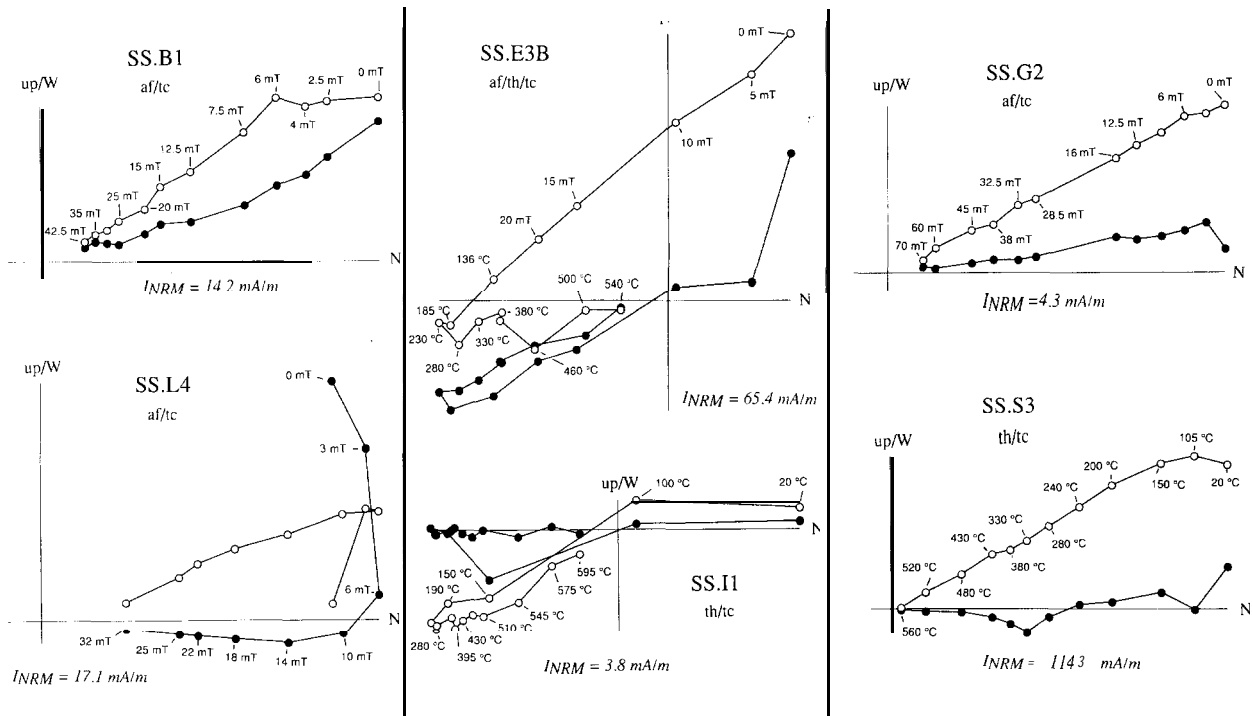 SS.B1
af/tc
up/W
0 mT
2.5 mT
6 mT
4 mT
7.5 mT
12.5 mT
15 mT
25 mT
20 mT
35 mT
42.5 mT
N
INRM = 14.2 mA/m
SS.L4
af/tc
up/W
0 mT
3 mT
6 mT
N
32 mT
25 mT
22 mT
18 mT
14 mT
10 mT
INRM = 17.1 mA/m
SS.E3B
af/th/tc
0 mT
5 mT
10 mT
15 mT
20 mT
136 °C
500 °C
540 °C
N
185 °C
230 °C
380 °C
330 °C
280 °C
460 °C
INRM = 65.4 mA/m
up/W
100 °C
20 °C
N
SS.I1
th/tc
150 °C
190 °C
595 °C
575 °C
545 °C
510 °C
430 °C
280 °C
395 °C
INRM = 3.8 mA/m
SS.G2
af/tc
up/W
0 mT
6 mT
12.5 mT
16 mT
32.5 mT
28.5 mT
45 mT
38 mT
60 mT
70 mT
N
INRM =4.3 mA/m
SS.S3
th/tc
up/W
105 °C
20 °C
150 °C
200 °C
240 °C
280 °C
330 °C
380 °C
430 °C
480 °C
520 °C
560 °C
N
INRM = 1143 mA/m